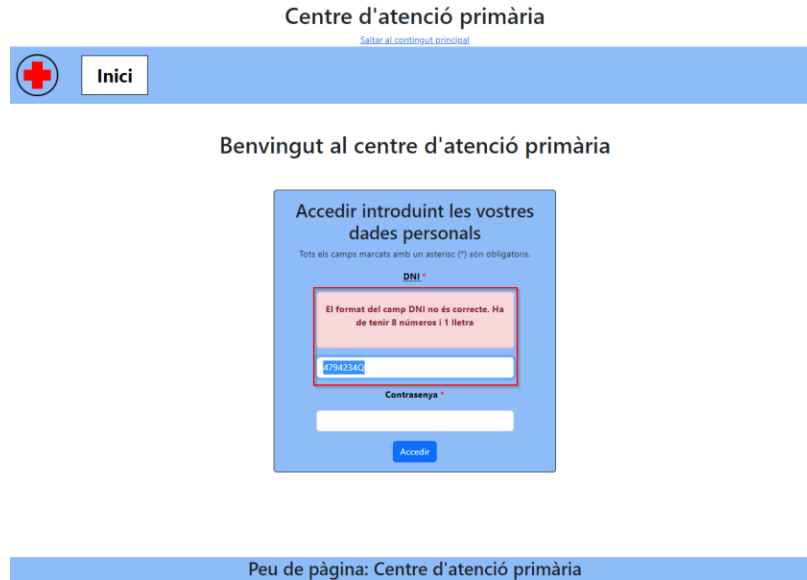 Centre d'atenció primària
Saltar al contingut principal
Inici
Benvingut al centre d'atenció primària
Accedir introduint les vostres
dades personals
Tots els camps marcats amb un asterisc (*) són obligatoris.
DNI *
El format del camp DNI no és correcte. Ha
de tenir 8 números i 1 lletra
4794234Q
Contrasenya *
Accedir
Peu de pàgina: Centre d'atenció primària